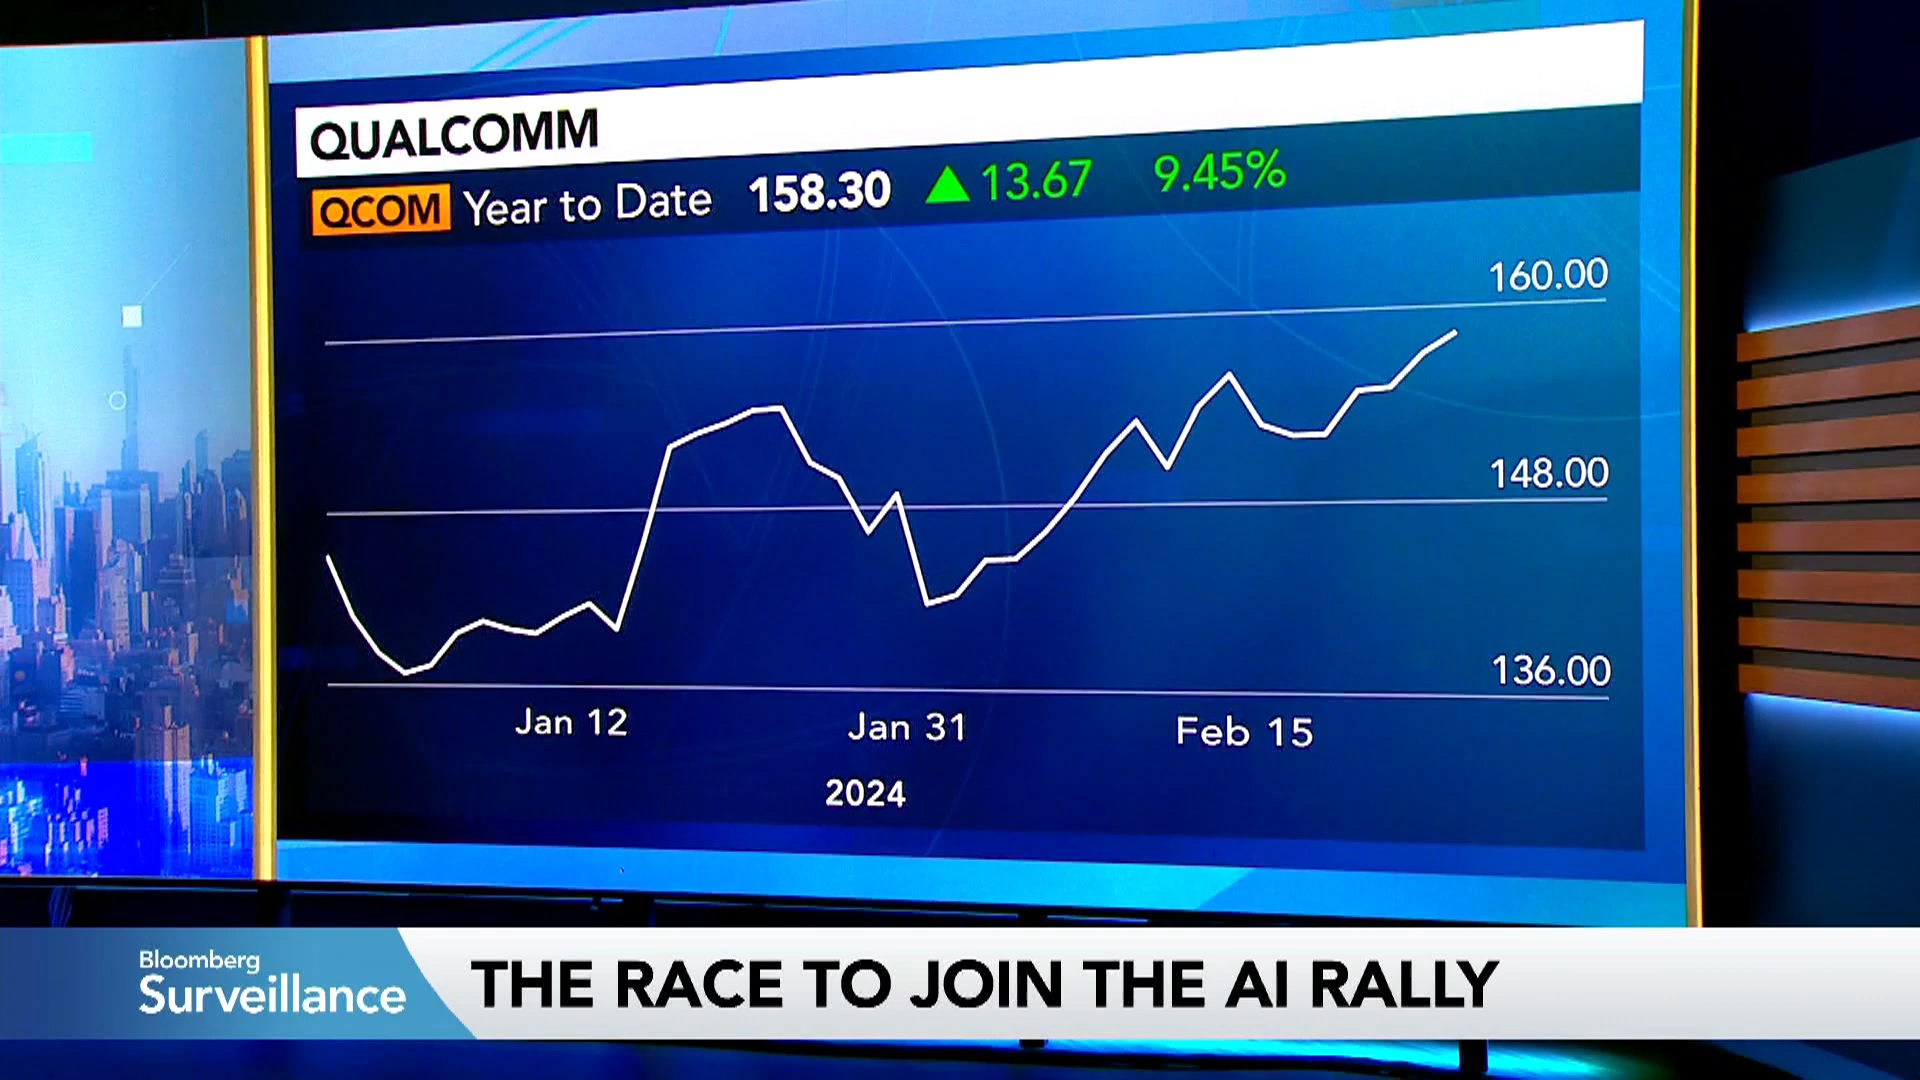 QUALCOMM
QCOM Year to Date 158.30 ▲13.67 9.45%
160.00
148.00
136.00
Jan 12 Jan 31 Feb 15
2024
Bloomberg
Surveillance
THE RACE TO JOIN THE AI RALLY